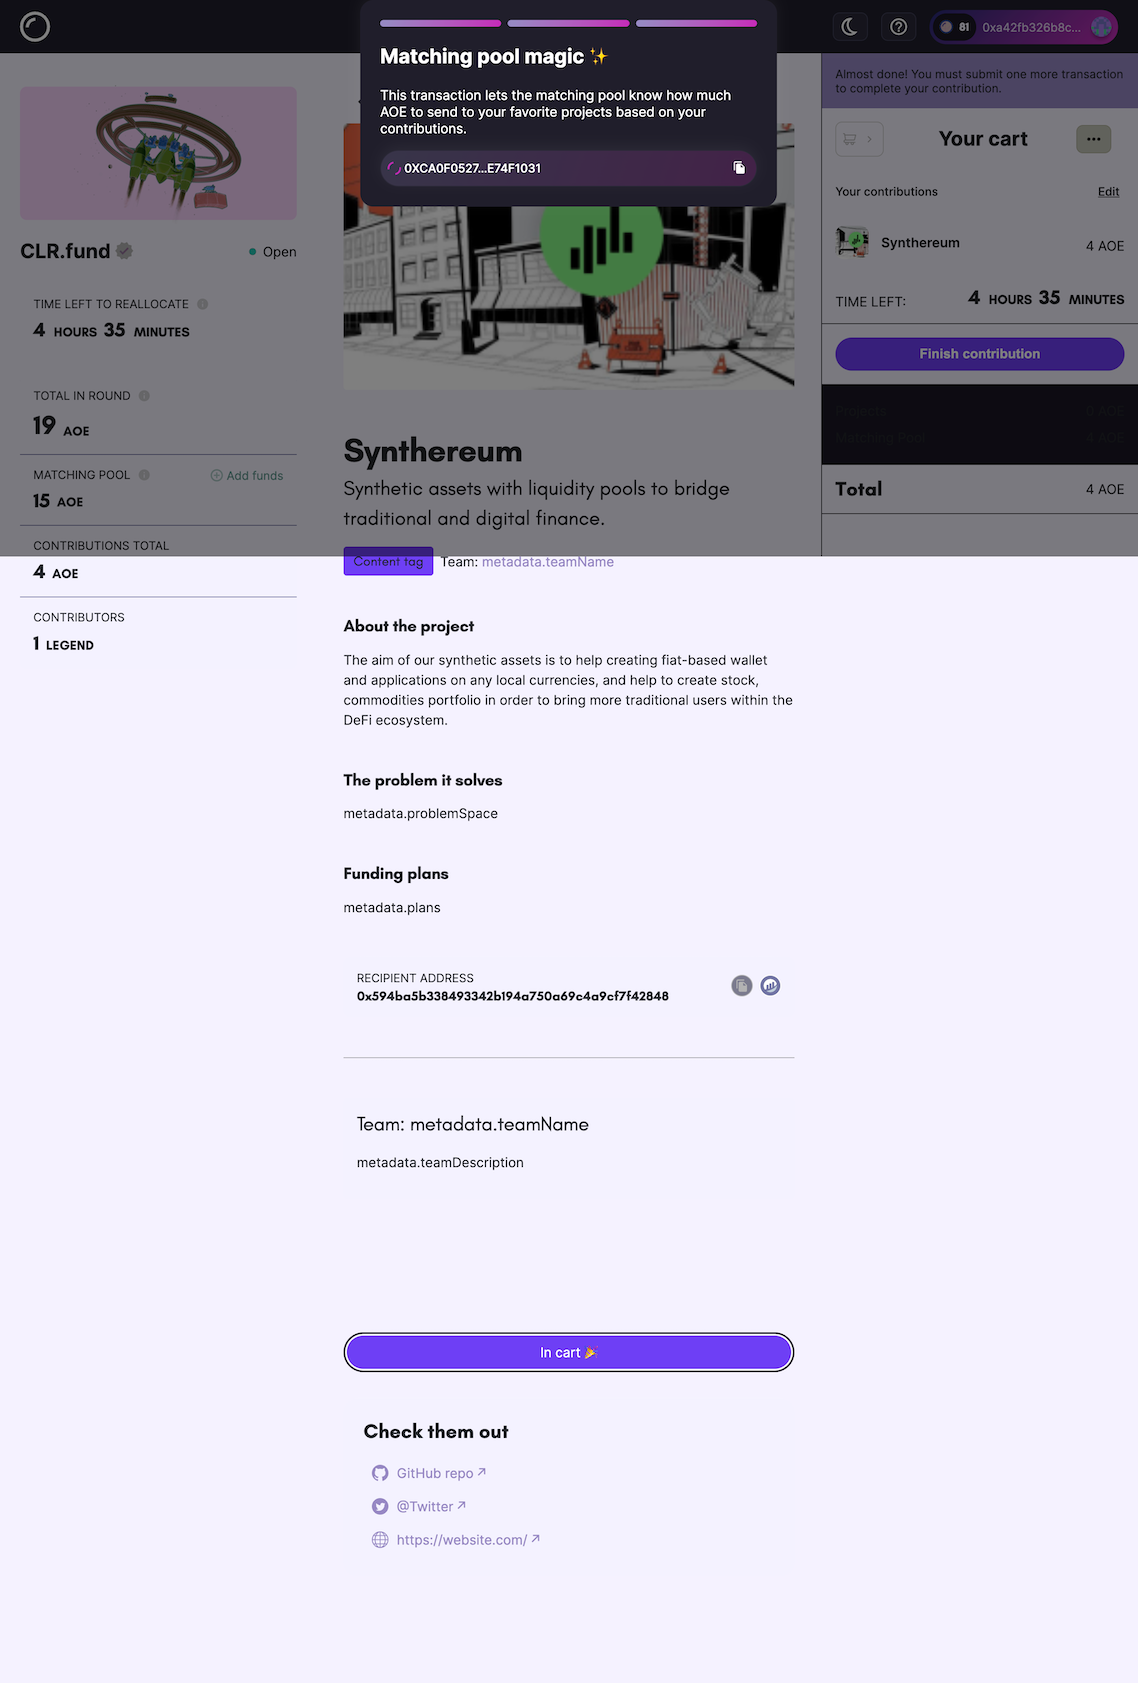 81
0xa42fb326b8c...
Matching pool magic ✨
This transaction lets the matching pool know how much
AOE to send to your favorite projects based on your
contributions.
0XCA0F0527...E74F1031
CLR.fund
Open
TIME LEFT TO REALLOCATE
4 HOURS 35 MINUTES
TOTAL IN ROUND
19 AOE
MATCHING POOL
Add funds
15 AOE
CONTRIBUTIONS TOTAL
4 AOE
CONTRIBUTORS
1 LEGEND
Synthereum
Synthetic assets with liquidity pools to bridge
traditional and digital finance.
Content tag Team: metadata.teamName
About the project
The aim of our synthetic assets is to help creating fiat-based wallet
and applications on any local currencies, and help to create stock,
commodities portfolio in order to bring more traditional users within the
DeFi ecosystem.
The problem it solves
metadata.problemSpace
Funding plans
metadata.plans
RECIPIENT ADDRESS
0x594ba5b338493342b194a750a69c4a9cf7f42848
Team: metadata.teamName
metadata.teamDescription
In cart 🎉
Check them out
GitHub repo ↗
@Twitter ↗
https://website.com/ ↗
Almost done! You must submit one more transaction
to complete your contribution.
Your cart
Your contributions
Edit
Synthereum
4 AOE
TIME LEFT:
4 HOURS 35 MINUTES
Finish contribution
Projects
0 AOE
Matching Pool
4 AOE
Total
4 AOE